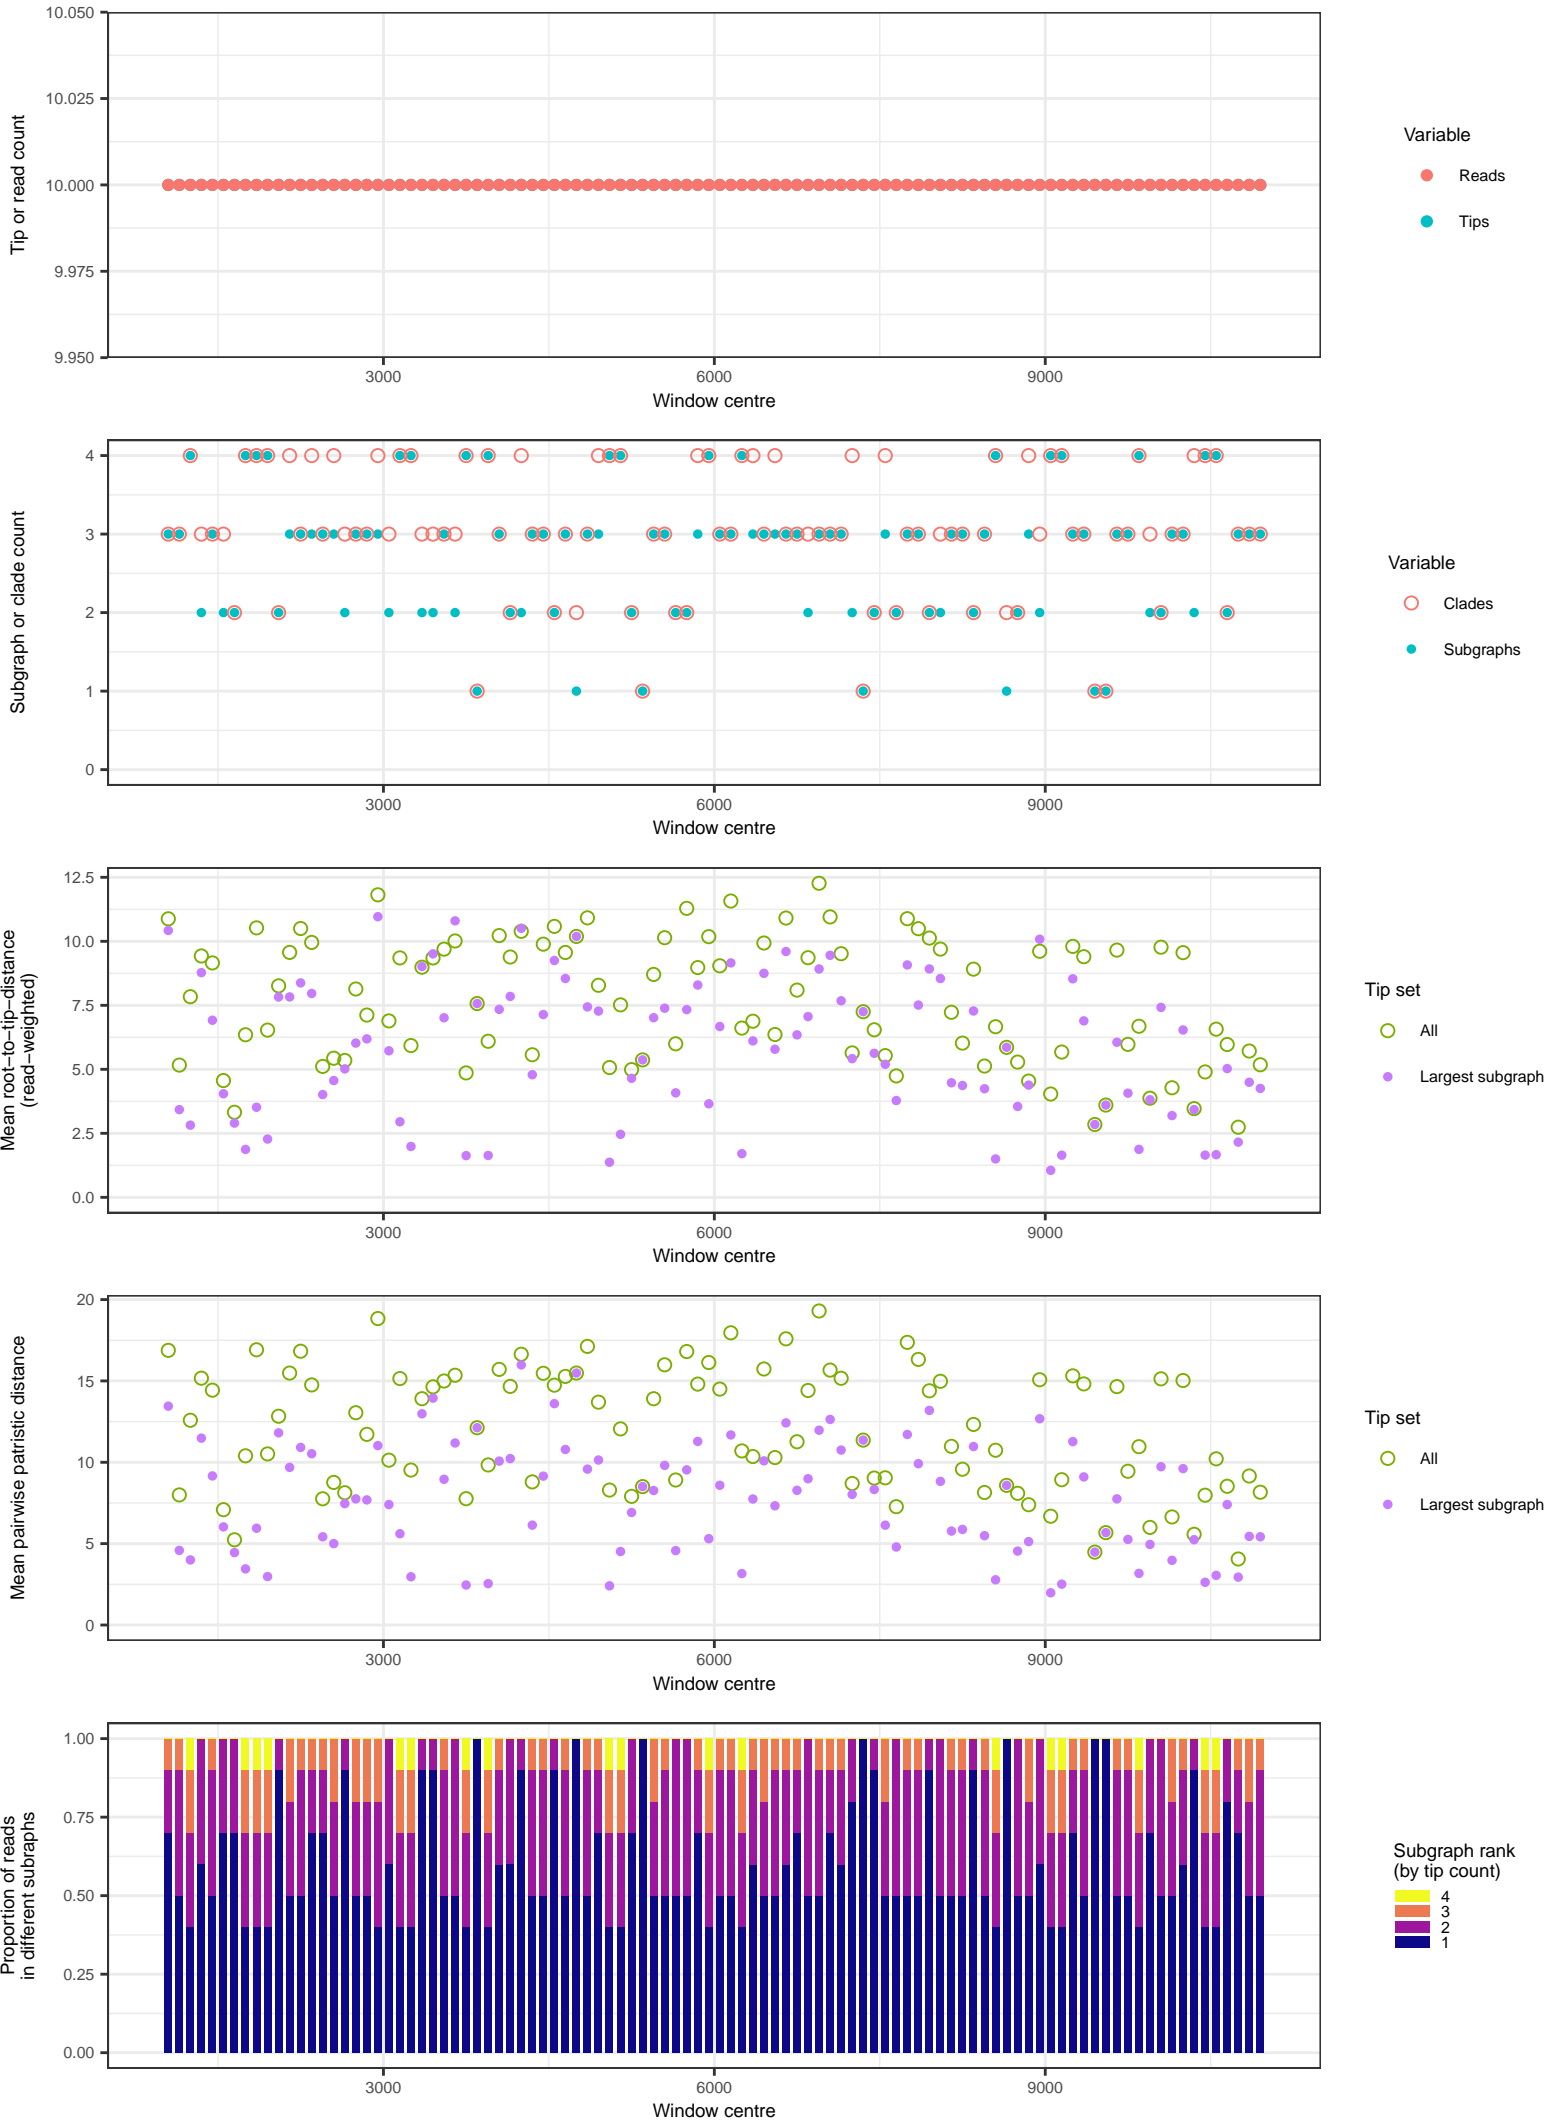 10.050
10.025
10.000
9.975
9.950
Tip or read count
3000
6000
9000
Window centre
Variable
Reads
Tips
4
3
2
1
0
Subgraph or clade count
3000
6000
9000
Window centre
Variable
Clades
Subgraphs
12.5
10.0
7.5
5.0
2.5
0.0
Mean root−to−tip−distance
(read−weighted)
3000
6000
9000
Window centre
Tip set
All
Largest subgraph
20
15
10
5
0
Mean pairwise patristic distance
3000
6000
9000
Window centre
Tip set
All
Largest subgraph
1.00
0.75
0.50
0.25
0.00
Proportion of reads
in different subraphs
3000
6000
9000
Window centre
Subgraph rank
(by tip count)
4
3
2
1